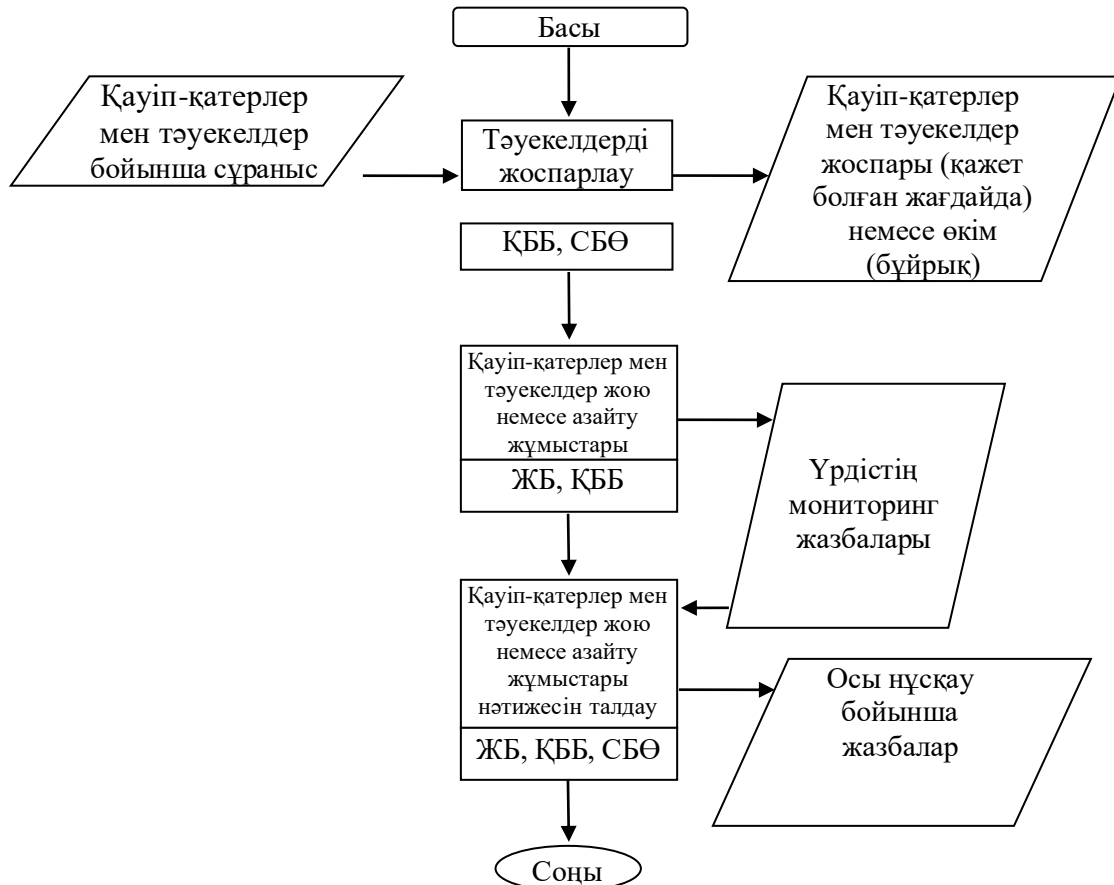 Басы
Қауіп-қатерлер
мен тәуекелдер
бойынша сұраныс
Тәуекелдерді
жоспарлау
Қауіп-қатерлер
мен тәуекелдер
жоспары (қажет
болған жағдайда)
немесе өкім
(бұйрық)
ҚББ, СБӨ
Қауіп-қатерлер мен
тәуекелдер жою
немесе азайту
жұмыстары
ЖБ, ҚББ
Үрдістің
мониторинг
жазбалары
Қауіп-қатерлер мен
тәуекелдер жою
немесе азайту
жұмыстары
нәтижесін талдау
ЖБ, ҚББ, СБӨ
Осы нұсқау
бойынша
жазбалар
Соңы